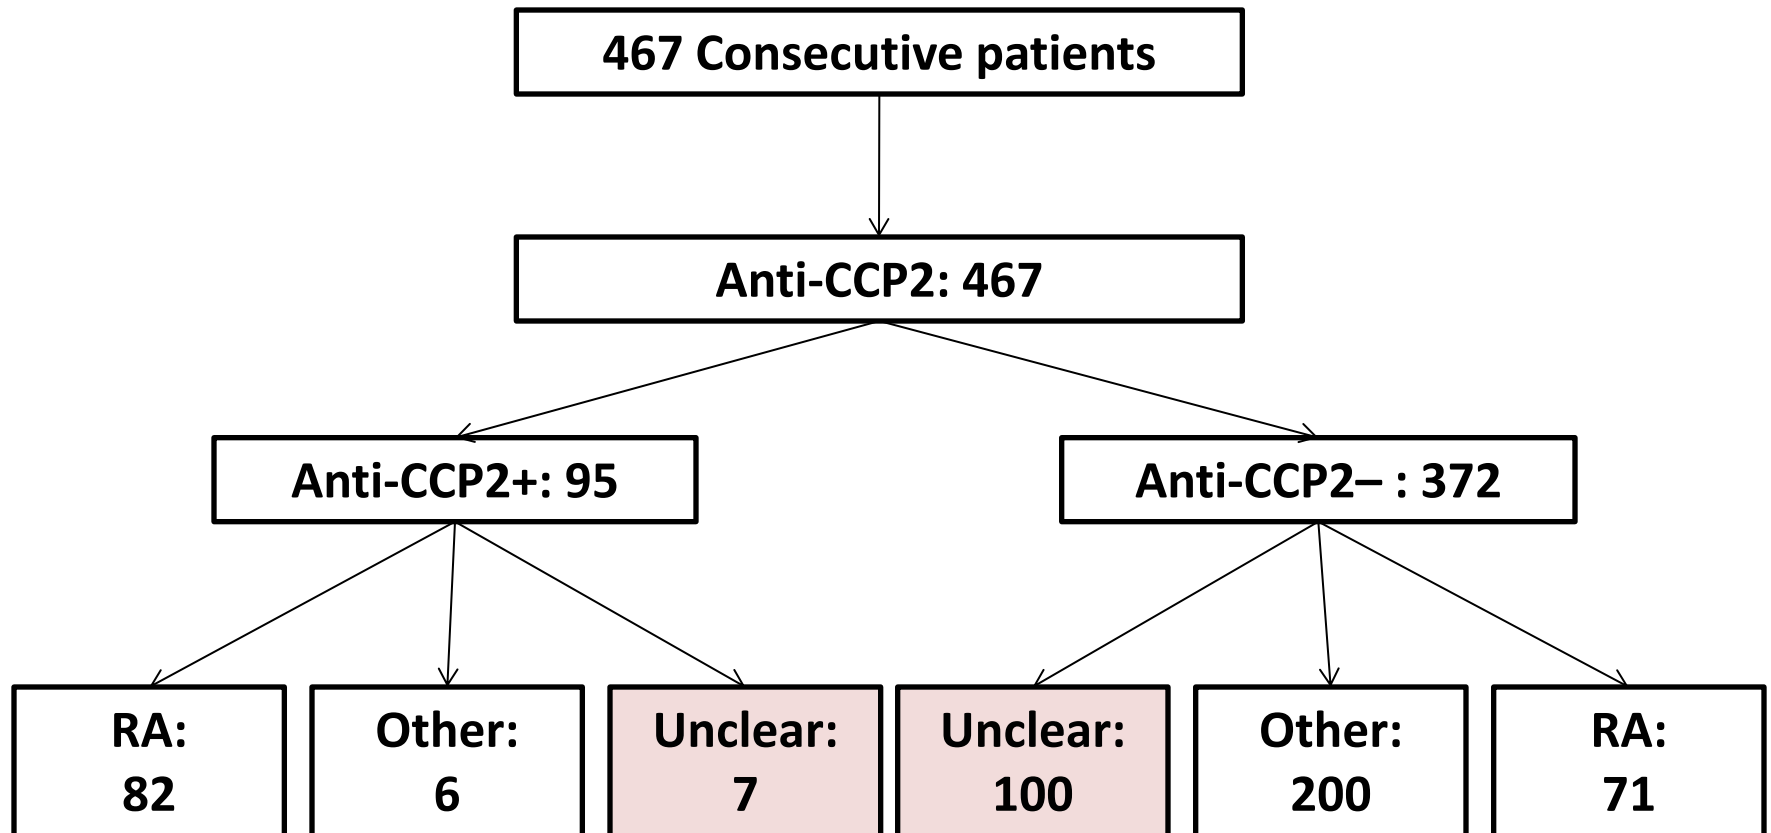 467 Consecutive patients
Anti-CCP2: 467
Anti-CCP2+: 95
Anti-CCP2– : 372
RA:
82
Other:
6
Unclear:
7
Unclear:
100
Other:
200
RA:
71